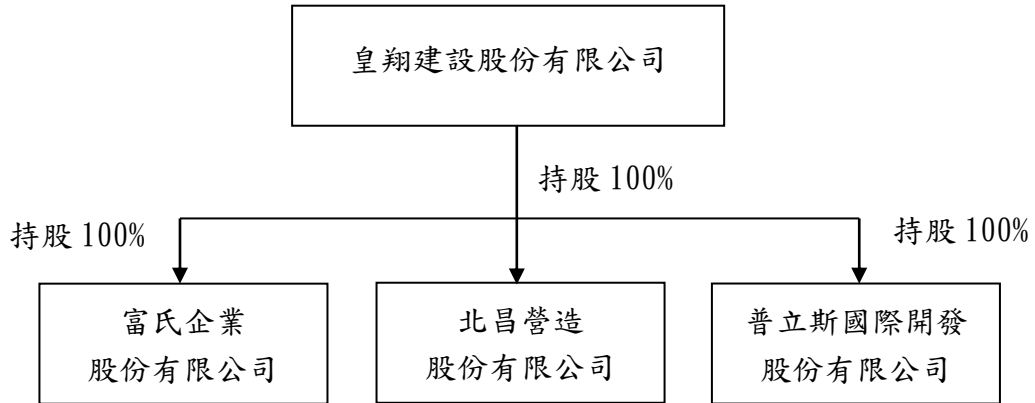 皇翔建設股份有限公司
持股 100%
持股 100%
持股 100%
富氏企業
股份有限公司
北昌營造
股份有限公司
普立斯國際開發
股份有限公司